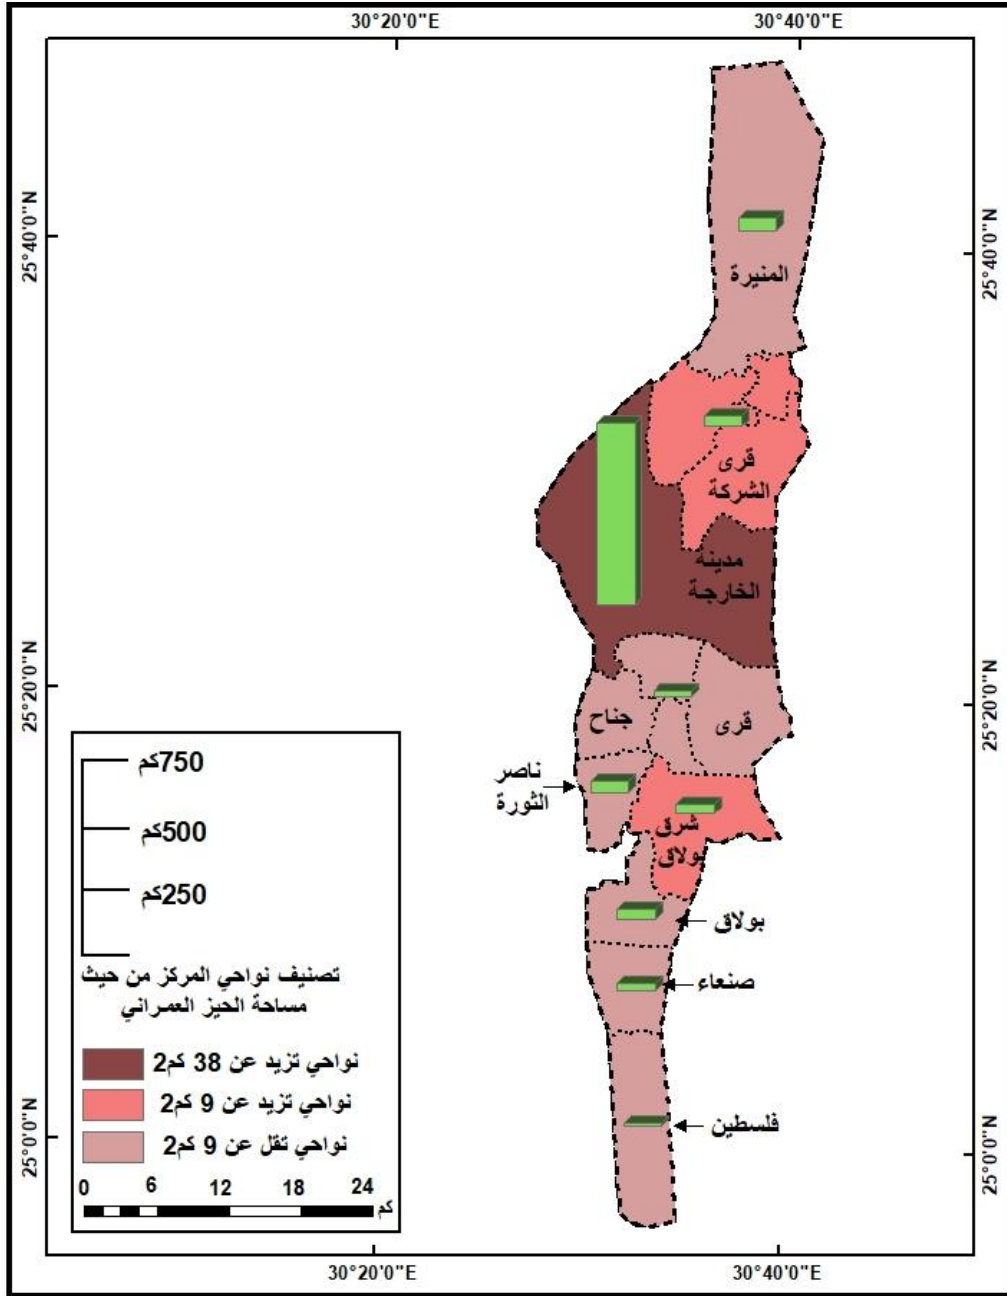 30°20'0"E
30°40'0"E
25°40'0"N
25°40'0"N
المنيرة
قرى
الشركة
مدينه
الخارجة
25°20'0"N
25°20'0"N
جناح
قرى
ناصر
الثورة
شرق
بولاق
بولاق
صنعاء
فلسطين
750كم
500كم
250كم
تصنيف نواحي المركز من حيث
مساحة الحيز العمراني
نواحي تزيد عن 38 كم2
نواحي تزيد عن 9 كم2
نواحي تقل عن 9 كم2
0 6 12 18 24
كم
25°0'0"N
25°0'0"N
30°20'0"E
30°40'0"E